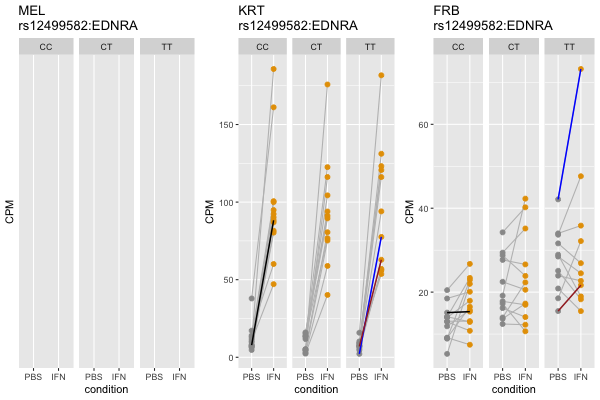 MEL
rs12499582:EDNRA
CC CT TT
CPM
PBS IFN PBS IFN PBS IFN
condition
KRT
rs12499582:EDNRA
CC CT TT
150
100
50
0
CPM
PBS IFN PBS IFN PBS IFN
condition
FRB
rs12499582:EDNRA
CC CT TT
60
40
20
CPM
PBS IFN PBS IFN PBS IFN
condition